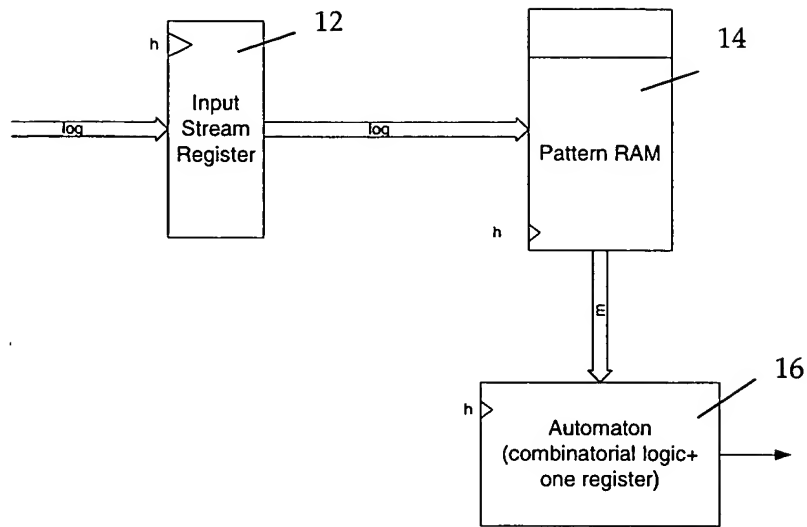 12
14
h
Input
Stream
Register
log
log
Pattern RAM
h
m
16
h
Automaton
(combinatorial logic+
one register)